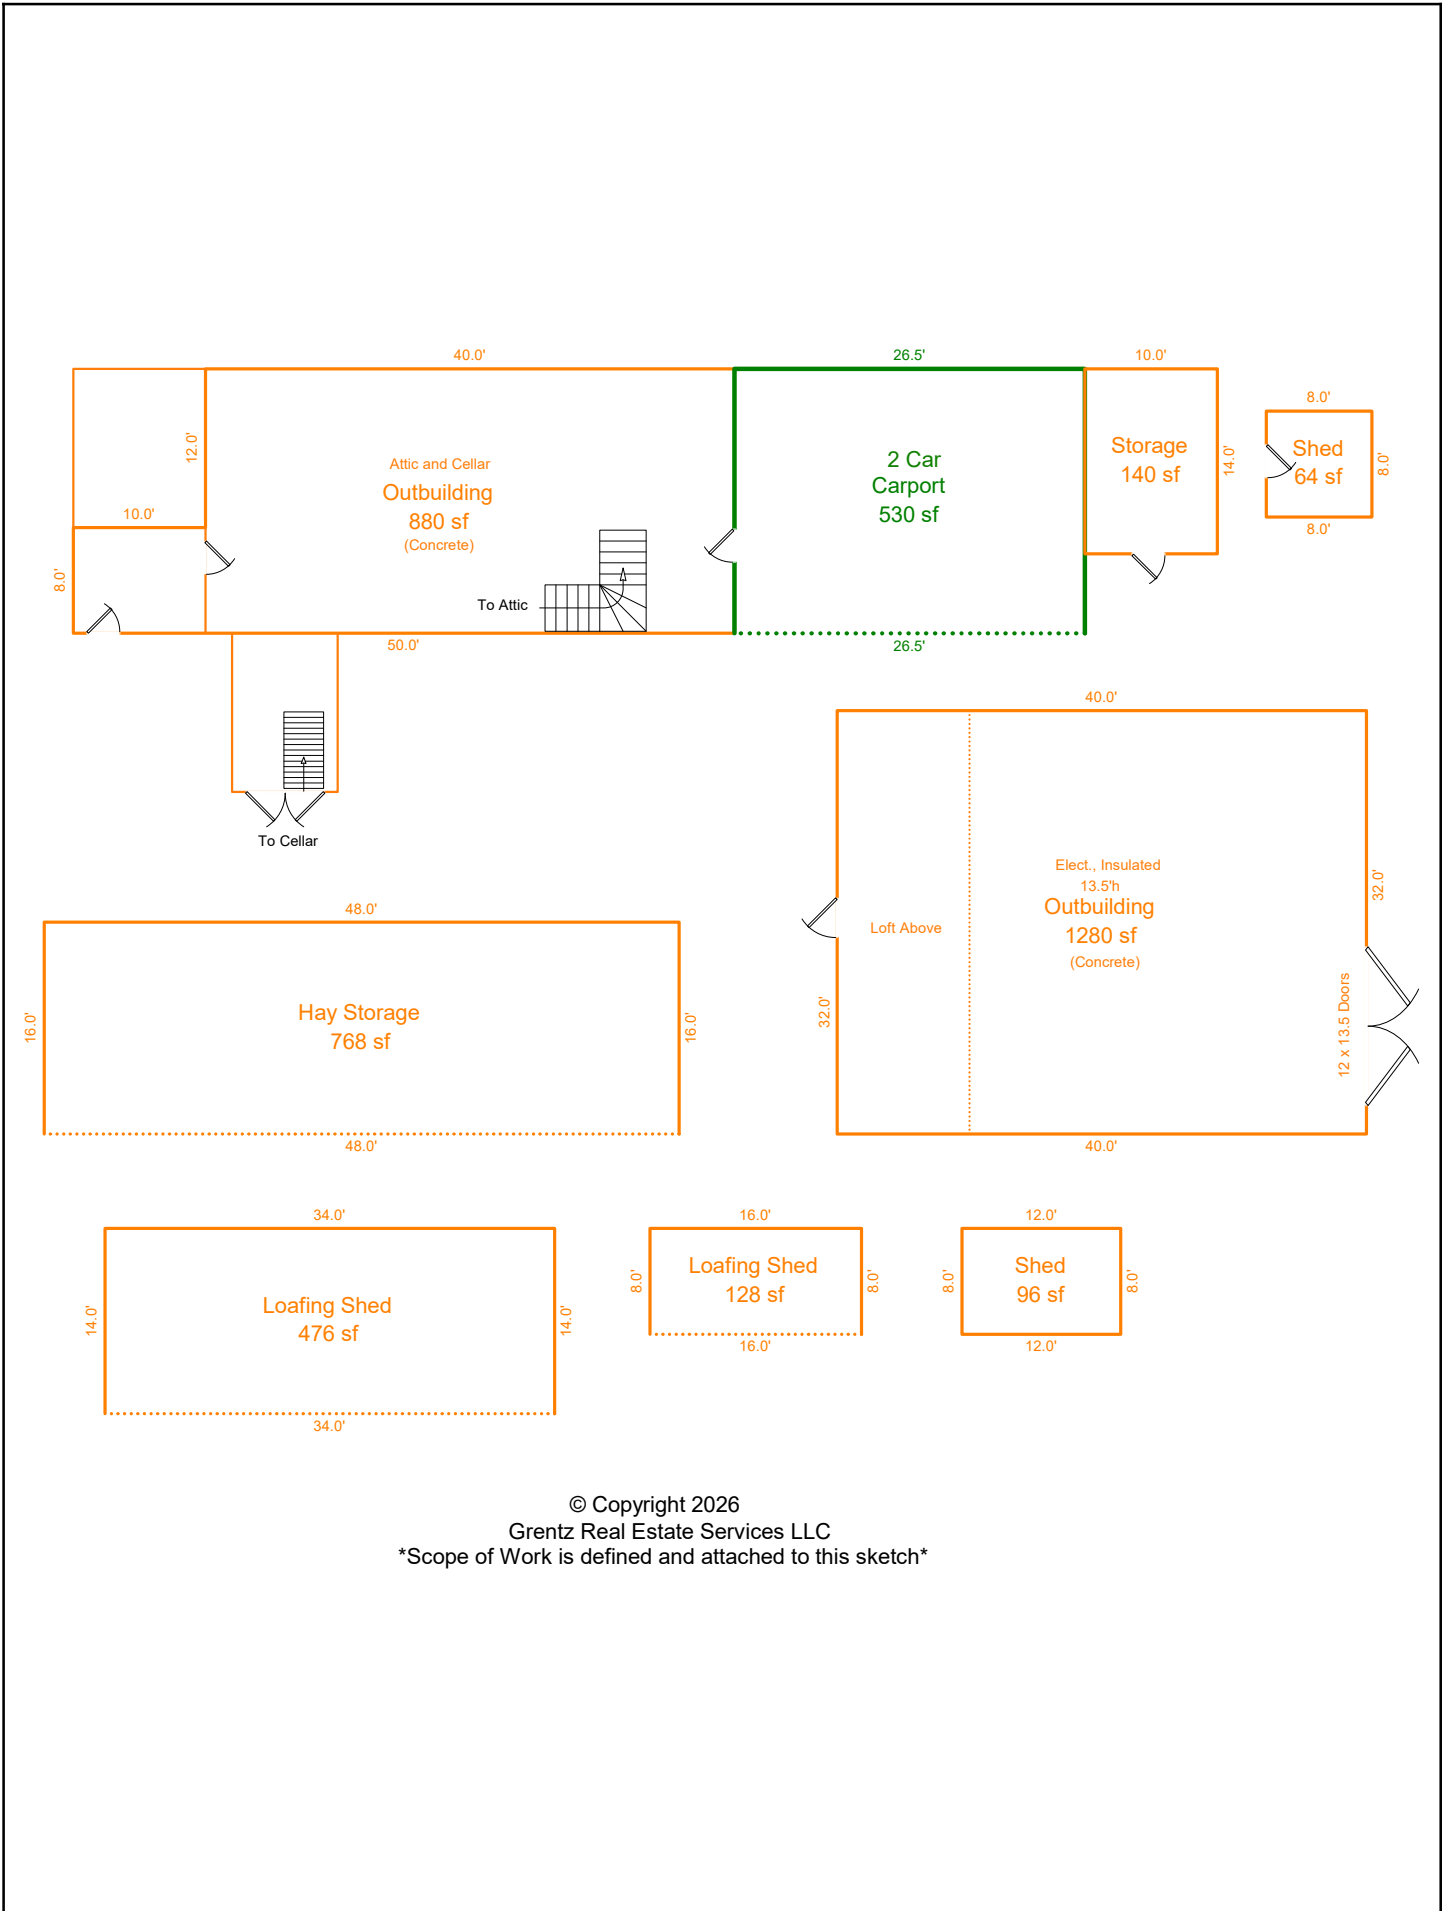 40.0'
26.5'
10.0'
12.0'
Attic and Cellar
Outbuilding
880 sf
(Concrete)
2 Car
Carport
530 sf
Storage
140 sf
14.0'
8.0'
Shed
64 sf
8.0'
8.0'
10.0'
8.0'
To Attic
50.0'
26.5'
To Cellar
40.0'
Elect., Insulated
13.5'h
Outbuilding
1280 sf
(Concrete)
Loft Above
32.0'
32.0'
12 x 13.5 Doors
40.0'
48.0'
16.0'
Hay Storage
768 sf
16.0'
48.0'
34.0'
14.0'
Loafing Shed
476 sf
14.0'
34.0'
16.0'
8.0'
Loafing Shed
128 sf
8.0'
16.0'
12.0'
8.0'
Shed
96 sf
8.0'
12.0'
© Copyright 2026
Grentz Real Estate Services LLC
*Scope of Work is defined and attached to this sketch*